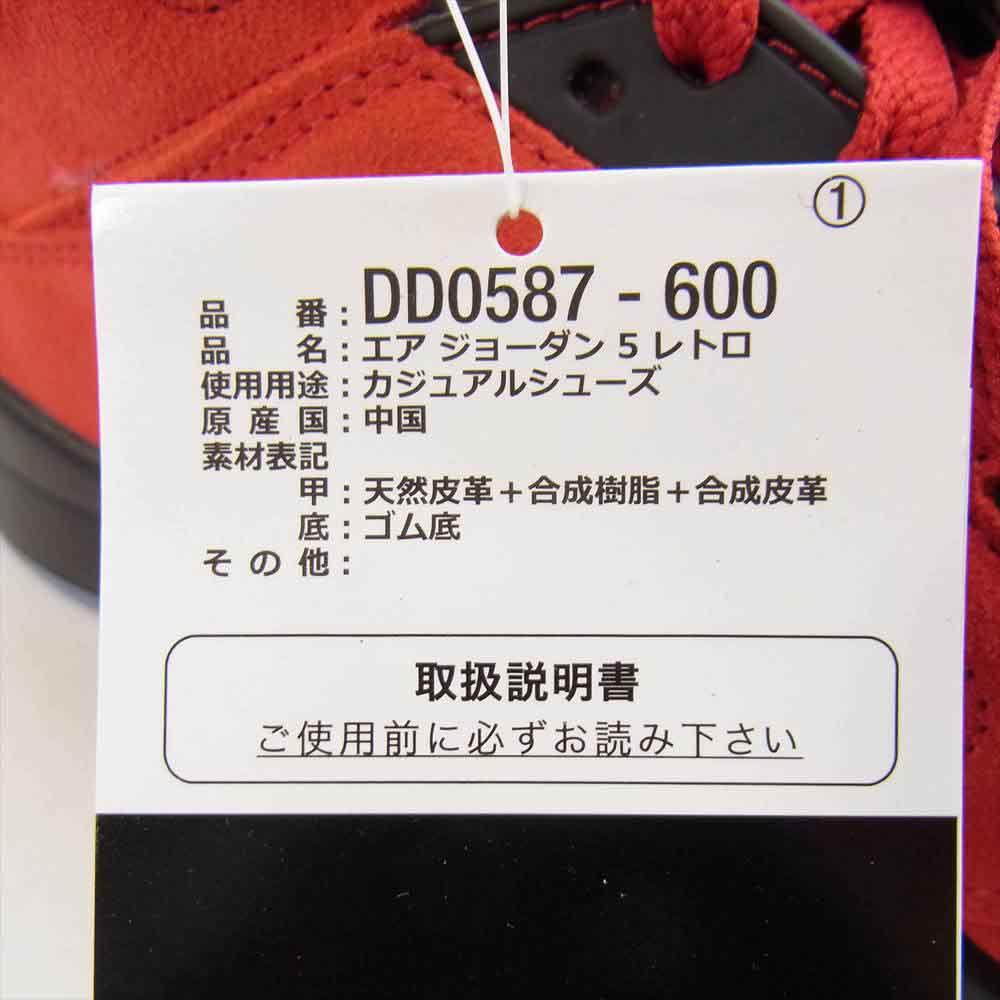 ①
品番：DD0587 - 600
品名：エア ジョーダン 5 レトロ
使用用途：カジュアルシューズ
原産国：中国
素材表記
甲：天然皮革＋合成樹脂＋合成皮革
底：ゴム底
その他：
取扱説明書
ご使用前に必ずお読み下さい